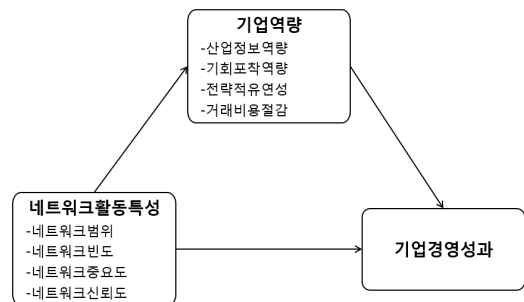 기업역량
-산업정보역량
-기회포착역량
-전략적유연성
-거래비용절감
네트워크활동특성
-네트워크범위
-네트워크빈도
-네트워크중요도
-네트워크신뢰도
기업경영성과